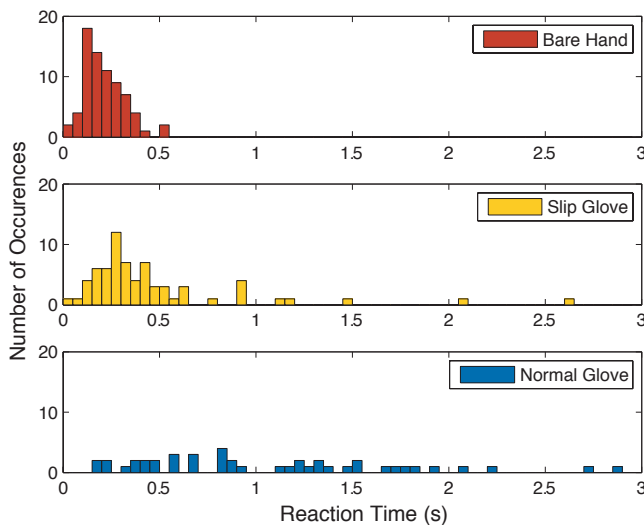 20
10
0
0 0.5 1 1.5 2 2.5 3
Bare Hand
Number of Occurences
20
10
0
0 0.5 1 1.5 2 2.5 3
Slip Glove
20
10
0
0 0.5 1 1.5 2 2.5 3
Normal Glove
Reaction Time (s)